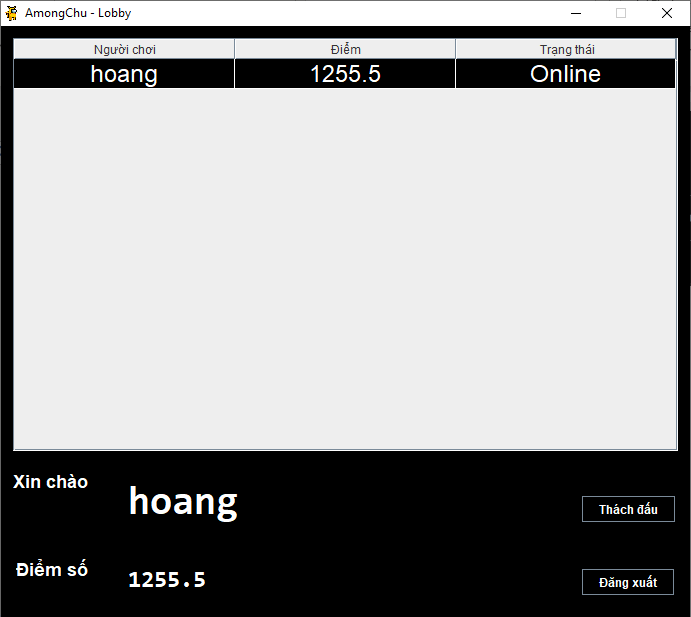 AmongChu - Lobby
Người chơi Điểm Trạng thái
hoang 1255.5 Online
Xin chào hoang
Thách đấu
Điểm số 1255.5
Đăng xuất